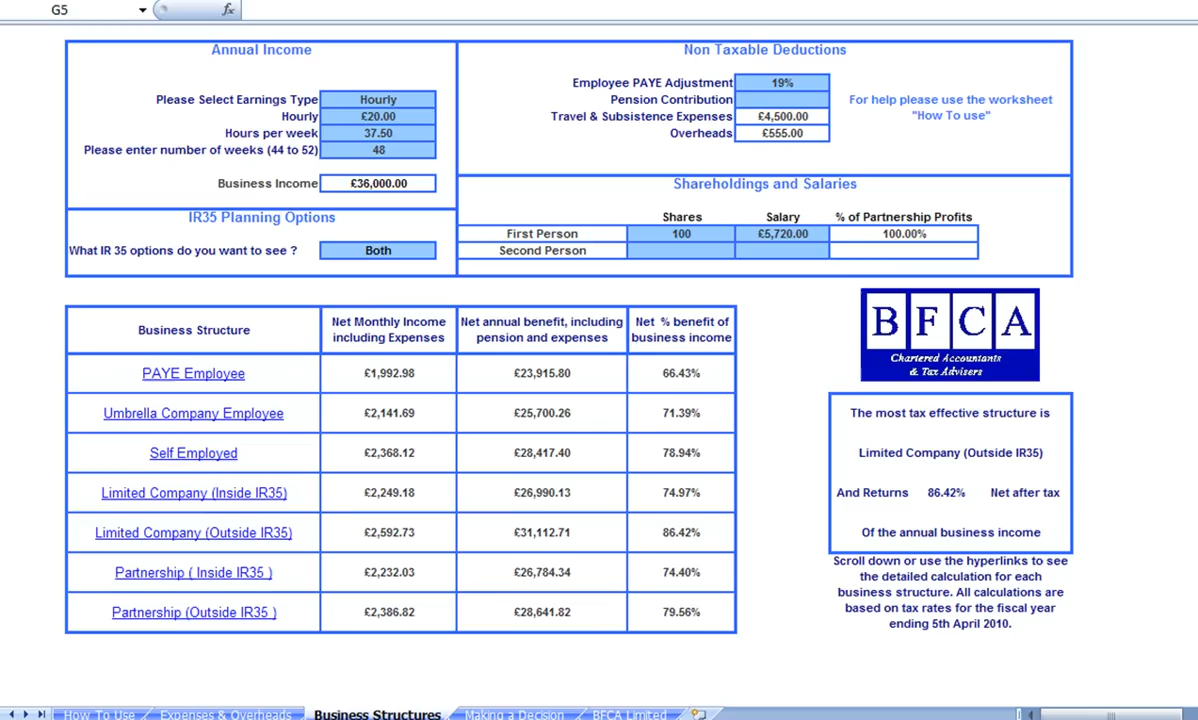 G5
fx
Annual Income
Non Taxable Deductions
Please Select Earnings Type Hourly
Hourly £20.00
Hours per week 37.50
Please enter number of weeks (44 to 52) 48
Business Income £36,000.00
Employee PAYE Adjustment 19%
Pension Contribution
Travel & Subsistence Expenses £4,500.00
Overheads £555.00
For help please use the worksheet
"How To use"
IR35 Planning Options
What IR 35 options do you want to see ? Both
Shareholdings and Salaries
Shares Salary % of Partnership Profits
First Person 100 £5,720.00 100.00%
Second Person
Business Structure Net Monthly Income including Expenses Net annual benefit, including pension and expenses Net % benefit of business income
PAYE Employee £1,992.98 £23,915.80 66.43%
Umbrella Company Employee £2,141.69 £25,700.26 71.39%
Self Employed £2,368.12 £28,417.40 78.94%
Limited Company (Inside IR35) £2,249.18 £26,990.13 74.97%
Limited Company (Outside IR35) £2,592.73 £31,112.71 86.42%
Partnership ( Inside IR35 ) £2,232.03 £26,784.34 74.40%
Partnership (Outside IR35 ) £2,386.82 £28,641.82 79.56%
BFCA
Chartered Accountants
& Tax Advisers
The most tax effective structure is
Limited Company (Outside IR35)
And Returns 86.42% Net after tax
Of the annual business income
Scroll down or use the hyperlinks to see
the detailed calculation for each
business structure. All calculations are
based on tax rates for the fiscal year
ending 5th April 2010.
How To Use Expenses & Overheads Business Structures Making a Decision BFCA Limited